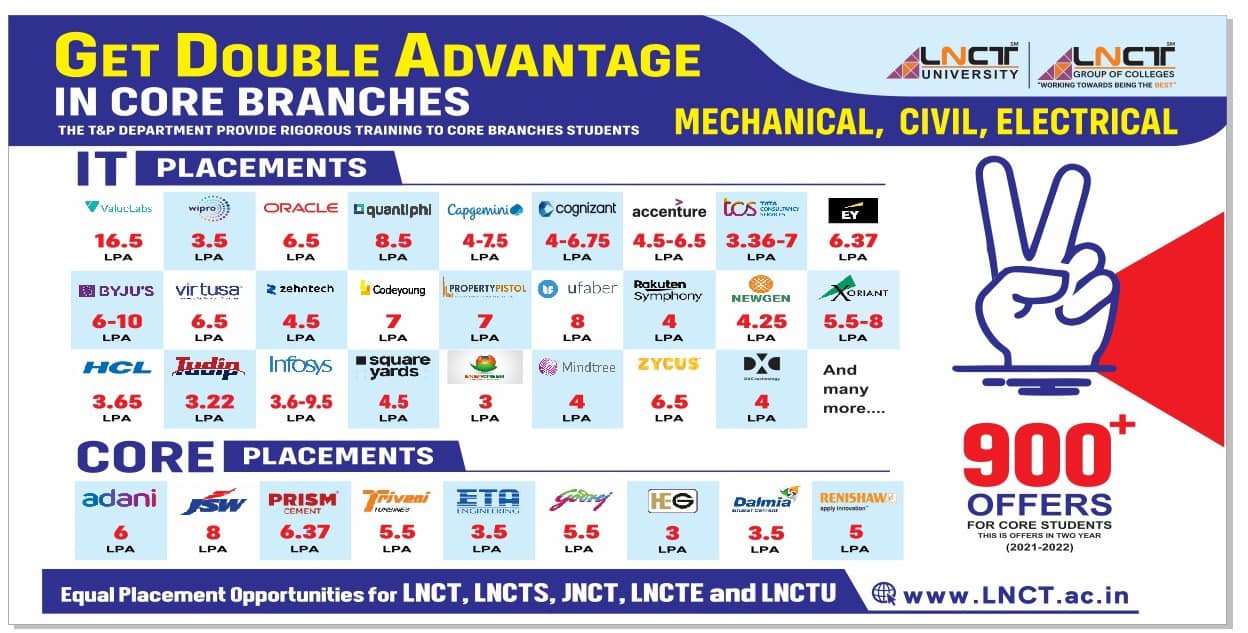 GET DOUBLE ADVANTAGE
IN CORE BRANCHES
THE T&P DEPARTMENT PROVIDE RIGOROUS TRAINING TO CORE BRANCHES STUDENTS
LNCT SM
UNIVERSITY
LNCT SM
GROUP OF COLLEGES
"WORKING TOWARDS BEING THE BEST"
MECHANICAL, CIVIL, ELECTRICAL
IT PLACEMENTS
ValueLabs wipro ORACLE quantiphi Capgemini cognizant accenture tcs TATA CONSULTANCY SERVICES EY
16.5 3.5 6.5 8.5 4-7.5 4-6.75 4.5-6.5 3.36-7 6.37
LPA LPA LPA LPA LPA LPA LPA LPA LPA
BYJU'S virtusa zehntech Codeyoung PROPERTYPISTOL ufaber Rakuten Symphony NEWGEN XORIANT
6-10 6.5 4.5 7 7 8 4 4.25 5.5-8
LPA LPA LPA LPA LPA LPA LPA LPA LPA
HCL Tudip Infosys square yards Mindtree ZYCUS DXC.technology And many more....
3.65 3.22 3.6-9.5 4.5 3 4 6.5 4
LPA LPA LPA LPA LPA LPA LPA LPA
CORE PLACEMENTS
adani JSW PRISM CEMENT Triveni TURBINES ETA ENGINEERING Godrej HEG Dalmia Bharat Cement RENISHAW apply innovation™
6 8 6.37 5.5 3.5 5.5 3 3.5 5
LPA LPA LPA LPA LPA LPA LPA LPA LPA
900+
OFFERS
FOR CORE STUDENTS
THIS IS OFFERS IN TWO YEAR
(2021-2022)
Equal Placement Opportunities for LNCT, LNCTS, JNCT, LNCTE and LNCTU
www.LNCT.ac.in